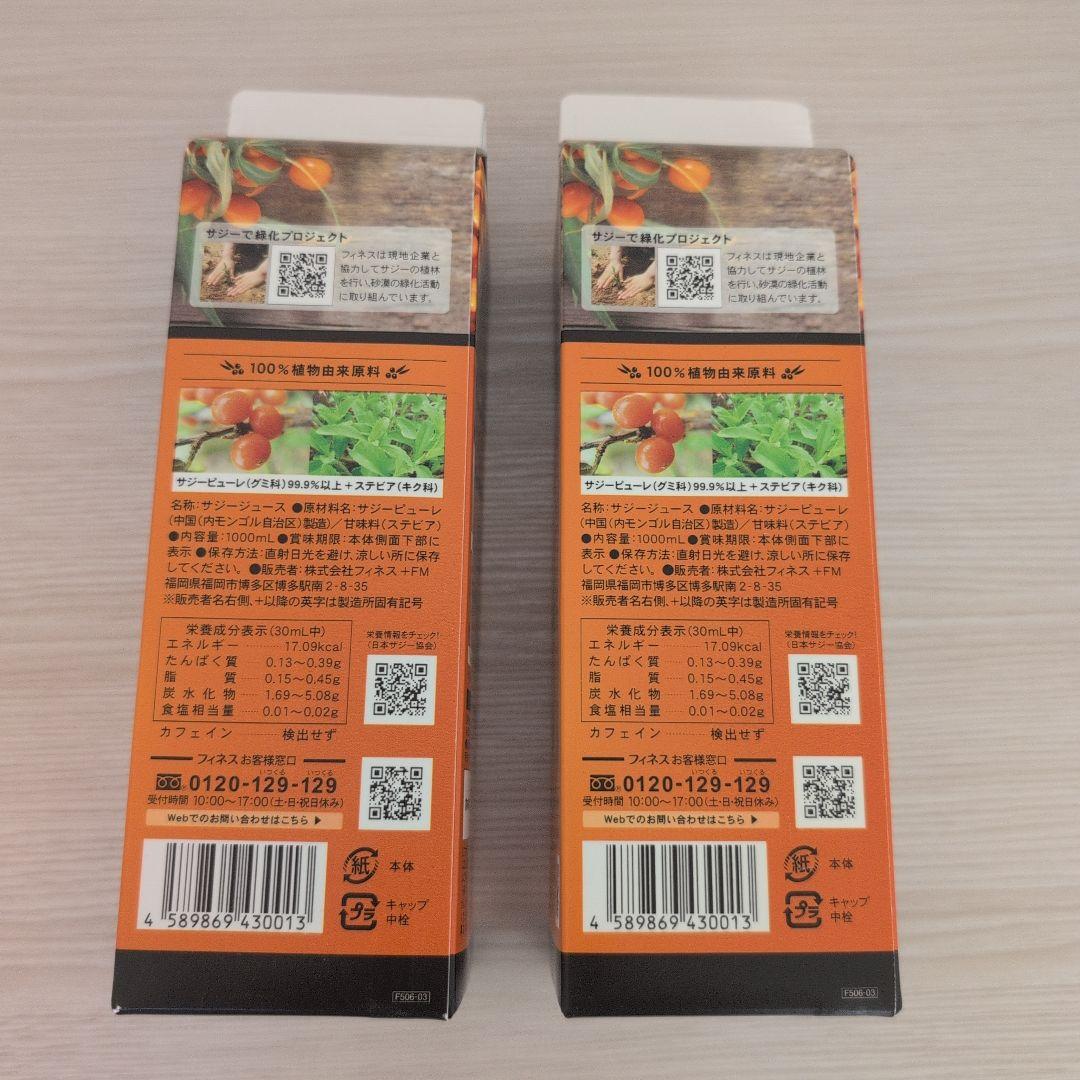 サジーで緑化プロジェクト
フィネスは現地企業と
協力してサジーの植林
を行い、砂漠の緑化活動
に取り組んでいます。
100%植物由来原料
サジーピューレ(グミ科)99.9%以上+ステビア(キク科)
名称:サジージュース ●原材料名:サジーピューレ
(中国(内モンゴル自治区)製造)/甘味料(ステビア)
●内容量:1000mL ●賞味期限:本体側面下部に
表示 ●保存方法:直射日光を避け、涼しい所に保存
してください。 ●販売者:株式会社フィネス +FM
福岡県福岡市博多区博多駅南2-8-35
※販売者名右側、+以降の英字は製造所固有記号
栄養成分表示(30mL中)
エネルギー 17.09kcal
たんぱく質 0.13〜0.39g
脂質 0.15〜0.45g
炭水化物 1.69〜5.08g
食塩相当量 0.01〜0.02g
カフェイン 検出せず
栄養情報をチェック!
(日本サジー協会)
フィネスお客様窓口
いつくる いつくる
0120-129-129
受付時間 10:00〜17:00(土・日・祝日休み)
Webでのお問い合わせはこちら ▶
4 589869 430013
紙 本体
プラ キャップ
中栓
F506-03
サジーで緑化プロジェクト
フィネスは現地企業と
協力してサジーの植林
を行い、砂漠の緑化活動
に取り組んでいます。
100%植物由来原料
サジーピューレ(グミ科)99.9%以上+ステビア(キク科)
名称:サジージュース ●原材料名:サジーピューレ
(中国(内モンゴル自治区)製造)/甘味料(ステビア)
●内容量:1000mL ●賞味期限:本体側面下部に
表示 ●保存方法:直射日光を避け、涼しい所に保存
してください。 ●販売者:株式会社フィネス +FM
福岡県福岡市博多区博多駅南2-8-35
※販売者名右側、+以降の英字は製造所固有記号
栄養成分表示(30mL中)
エネルギー 17.09kcal
たんぱく質 0.13〜0.39g
脂質 0.15〜0.45g
炭水化物 1.69〜5.08g
食塩相当量 0.01〜0.02g
カフェイン 検出せず
栄養情報をチェック!
(日本サジー協会)
フィネスお客様窓口
いつくる いつくる
0120-129-129
受付時間 10:00〜17:00(土・日・祝日休み)
Webでのお問い合わせはこちら ▶
4 589869 430013
紙 本体
プラ キャップ
中栓
F506-03